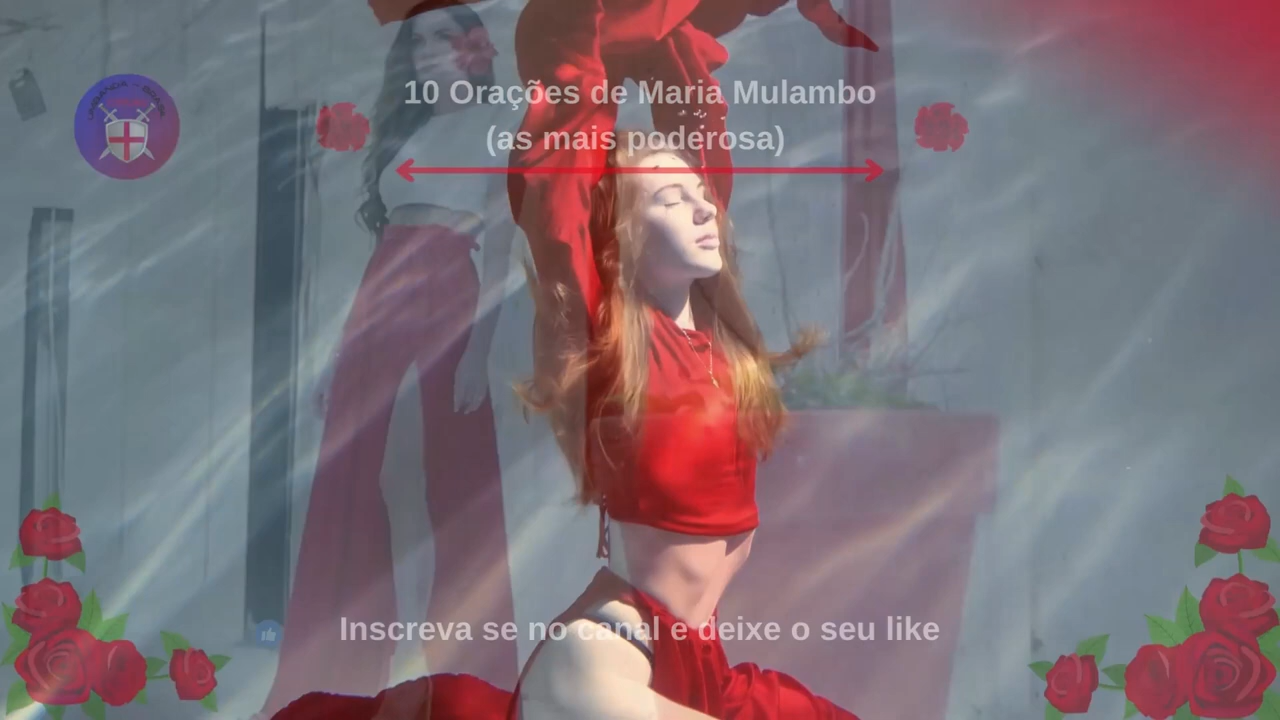 10 Orações de Maria Mulambo
(as mais poderosa)
Inscreva se no canal e deixe o seu like